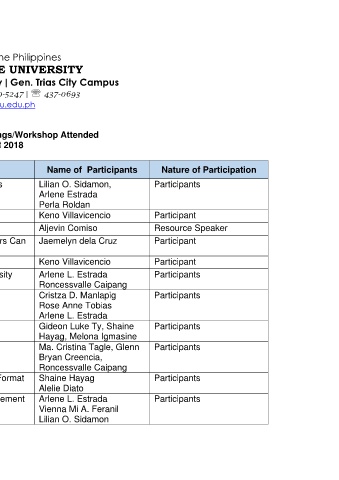 ne Philippines
E UNIVERSITY
y | Gen. Trias City Campus
0-5247 | ☏ 437-0693
u.edu.ph
ngs/Workshop Attended
2018
Name of Participants Nature of Participation
s Lilian O. Sidamon, Participants
Arlene Estrada
Perla Roldan
Keno Villavicencio Participant
Aljevin Comiso Resource Speaker
rs Can Jaemelyn dela Cruz Participant
Keno Villavicencio Participants
sity Arlene L. Estrada Participants
Roncessvalle Caipang
Cristza D. Manlapig Participants
Rose Anne Tobias
Arlene L. Estrada
Gideon Luke Ty, Shaine Participants
Hayag, Melona Igmasine
Ma. Cristina Tagle, Glenn Participants
Bryan Creencia,
Roncessvalle Caipang
Format Shaine Hayag Participants
Alelie Diato
ement Arlene L. Estrada Participants
Vienna Mi A. Feranil
Lilian O. Sidamon